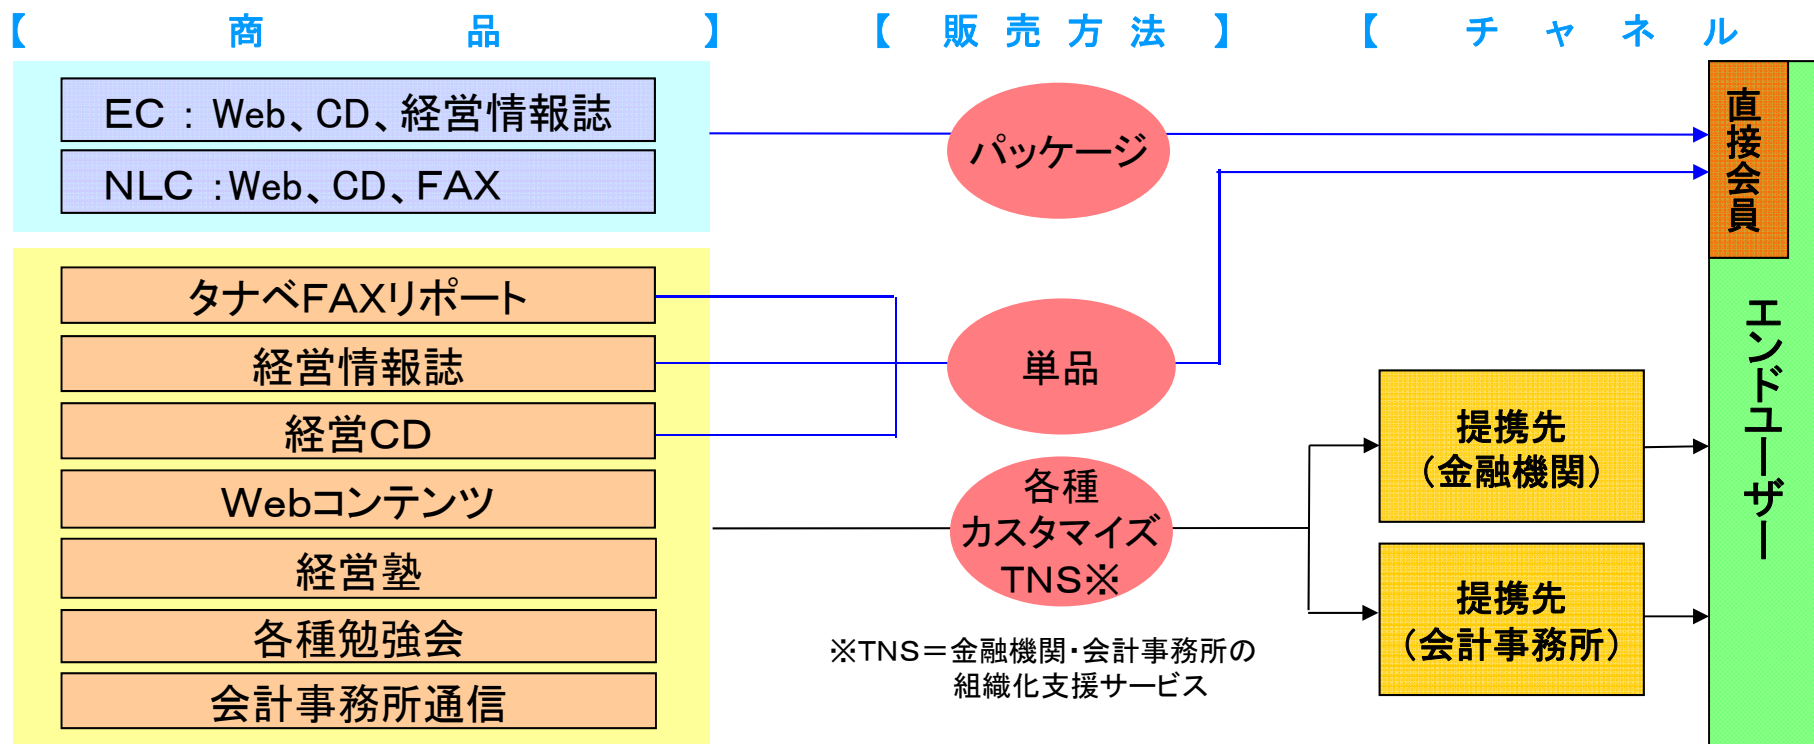 【 商 品 】 【 販 売 方 法 】 【 チ ャ ネ ル
EC : Web、CD、経営情報誌
NLC :Web、CD、FAX
タナベFAXリポート
経営情報誌
経営CD
Webコンテンツ
経営塾
各種勉強会
会計事務所通信
パッケージ
単品
各種
カスタマイズ
TNS※
※TNS=金融機関・会計事務所の
組織化支援サービス
提携先
(金融機関)
提携先
(会計事務所)
直接会員
エンドユーザー